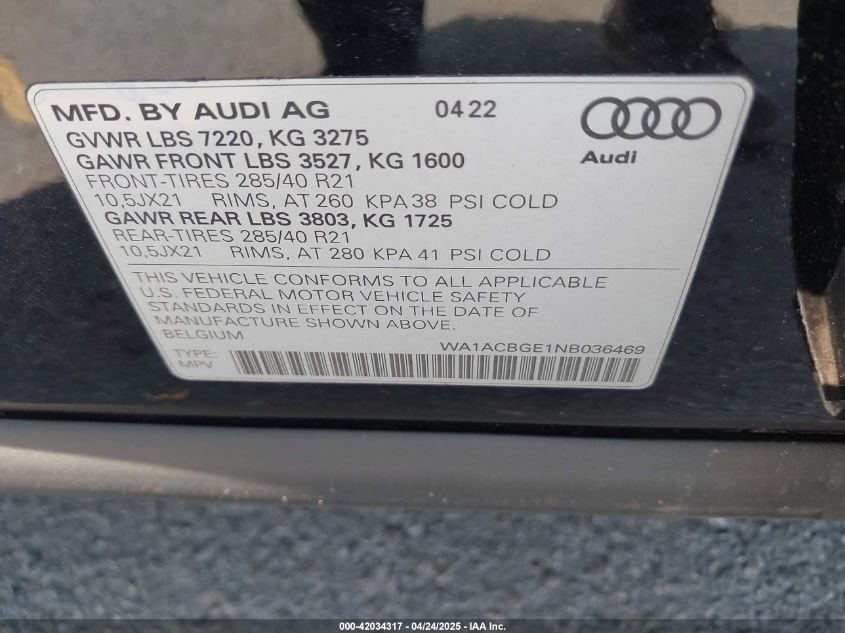 MFD. BY AUDI AG 0422
GVWR LBS 7220, KG 3275
GAWR FRONT LBS 3527, KG 1600
Audi
FRONT-TIRES 285/40 R21
10,5JX21 RIMS, AT 260 KPA 38 PSI COLD
GAWR REAR LBS 3803, KG 1725
REAR-TIRES 285/40 R21
10,5JX21 RIMS, AT 280 KPA 41 PSI COLD
THIS VEHICLE CONFORMS TO ALL APPLICABLE
U.S. FEDERAL MOTOR VEHICLE SAFETY
STANDARDS IN EFFECT ON THE DATE OF
MANUFACTURE SHOWN ABOVE.
BELGIUM
WA1ACBGE1NB036469
TYPE:
MPV
000-42034317 - 04/24/2025 - IAA Inc.